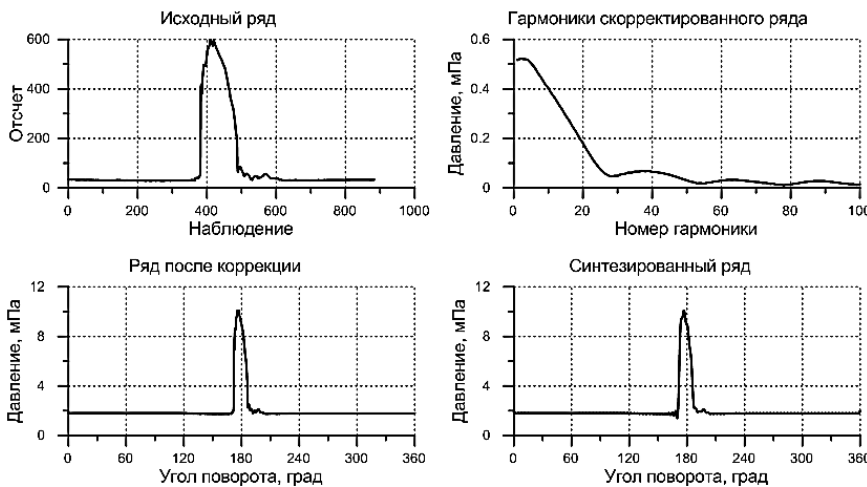 Исходный ряд
600
400
200
0
Отсчет
0 200 400 600 800 1000
Наблюдение
Гармоники скорректированного ряда
0.6
0.4
0.2
0
Давление, мПа
0 20 40 60 80 100
Номер гармоники
Ряд после коррекции
12
8
4
0
Давление, мПа
0 60 120 180 240 300 360
Угол поворота, град
Синтезированный ряд
12
8
4
0
Давление, мПа
0 60 120 180 240 300 360
Угол поворота, град